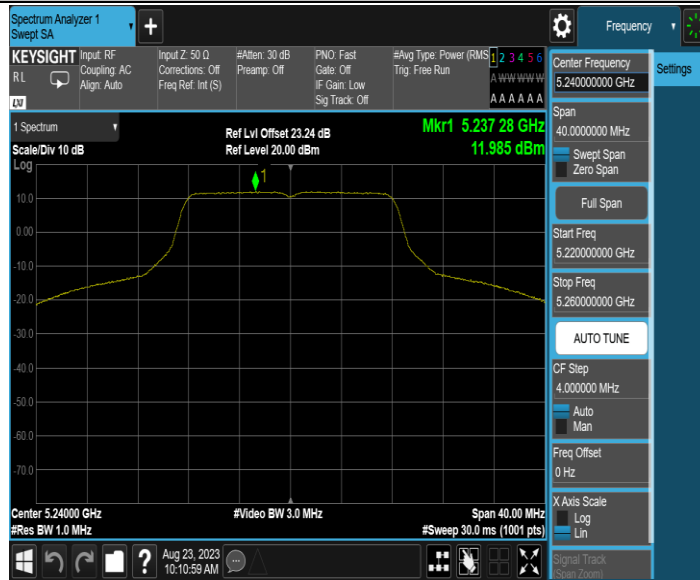 Spectrum Analyzer 1
Swept SA
Frequency
KEYSIGHT
RL
LXI
Input: RF
Coupling: AC
Align: Auto
Input Z: 50 Ω
Corrections: Off
Freq Ref: Int (S)
#Atten: 30 dB
Preamp: Off
PNO: Fast
Gate: Off
IF Gain: Low
Sig Track: Off
#Avg Type: Power (RMS
Trig: Free Run
1 2 3 4 5 6
A W W W W W
A A A A A A
1 Spectrum
Scale/Div 10 dB
Log
Ref Lvl Offset 23.24 dB
Ref Level 20.00 dBm
Mkr1 5.237 28 GHz
11.985 dBm
1
10.0
0.00
-10.0
-20.0
-30.0
-40.0
-50.0
-60.0
-70.0
Center 5.24000 GHz
#Res BW 1.0 MHz
#Video BW 3.0 MHz
Span 40.00 MHz
#Sweep 30.0 ms (1001 pts)
Aug 23, 2023
10:10:59 AM
Center Frequency
5.240000000 GHz
Settings
Span
40.0000000 MHz
Swept Span
Zero Span
Full Span
Start Freq
5.220000000 GHz
Stop Freq
5.260000000 GHz
AUTO TUNE
CF Step
4.000000 MHz
Auto
Man
Freq Offset
0 Hz
X Axis Scale
Log
Lin
Signal Track
(Span Zoom)